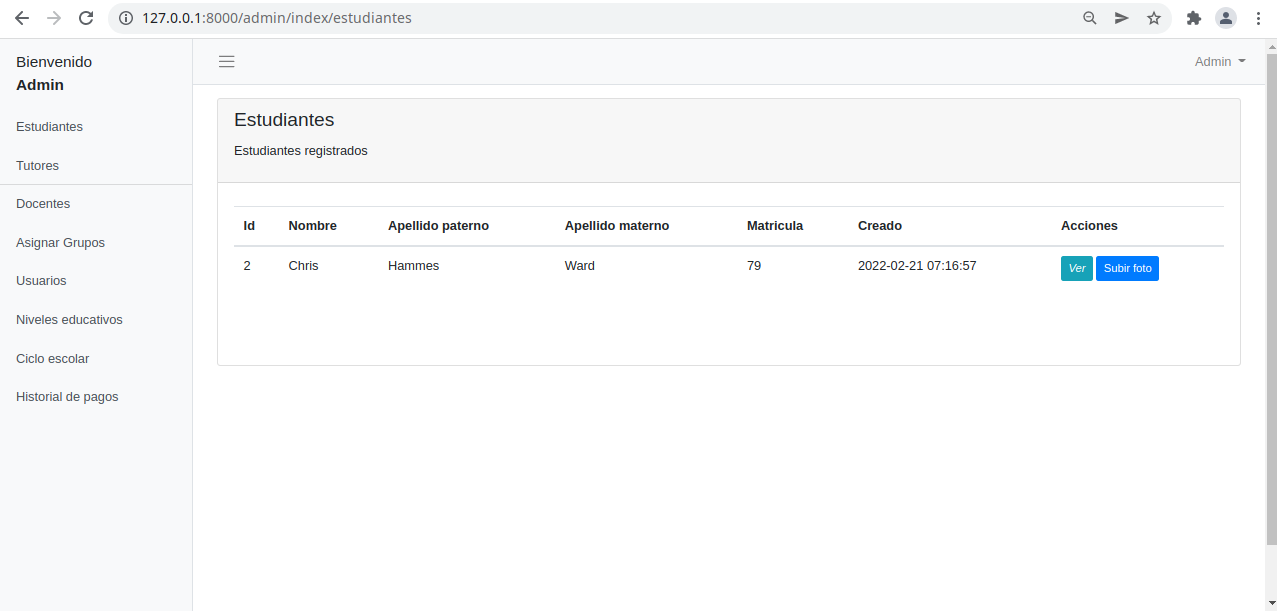 127.0.0.1:8000/admin/index/estudiantes
Bienvenido
Admin
Admin
Estudiantes
Tutores
Docentes
Asignar Grupos
Usuarios
Niveles educativos
Ciclo escolar
Historial de pagos
Estudiantes
Estudiantes registrados
Id Nombre Apellido paterno Apellido materno Matricula Creado Acciones
2 Chris Hammes Ward 79 2022-02-21 07:16:57 Ver Subir foto